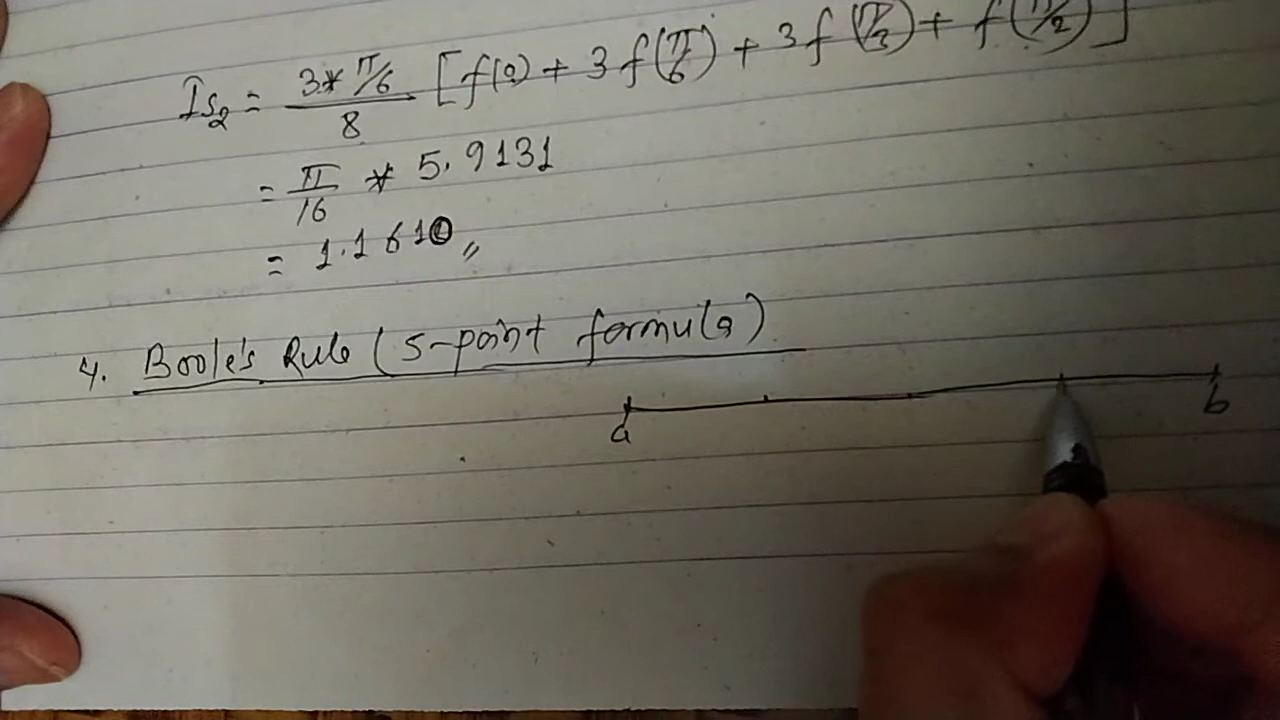 Is₂ = 3*π/6 / 8 [f(0) + 3f(π/6) + 3f(π/3) + f(π/2)]
= π/16 * 5.9131
= 1.1610 〃
4. Boole's Rule (5-point formula)
a b